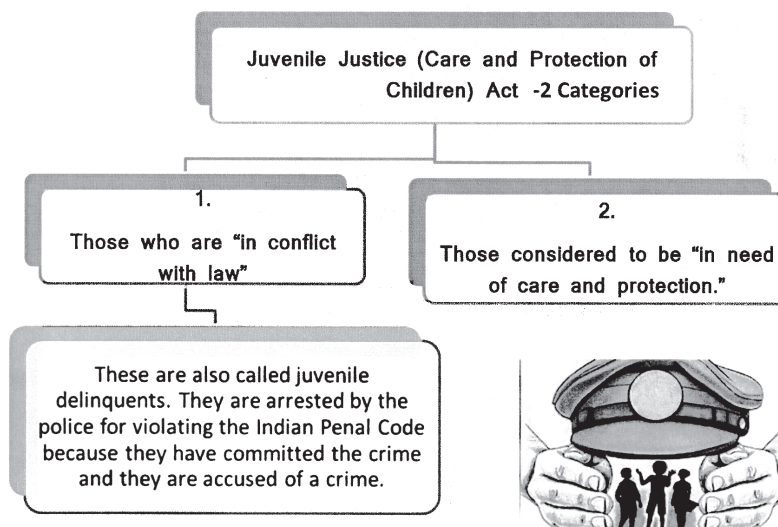 Juvenile Justice (Care and Protection of
Children) Act -2 Categories
1.
Those who are “in conflict
with law”
2.
Those considered to be “in need
of care and protection.”
These are also called juvenile
delinquents. They are arrested by the
police for violating the Indian Penal Code
because they have committed the crime
and they are accused of a crime.